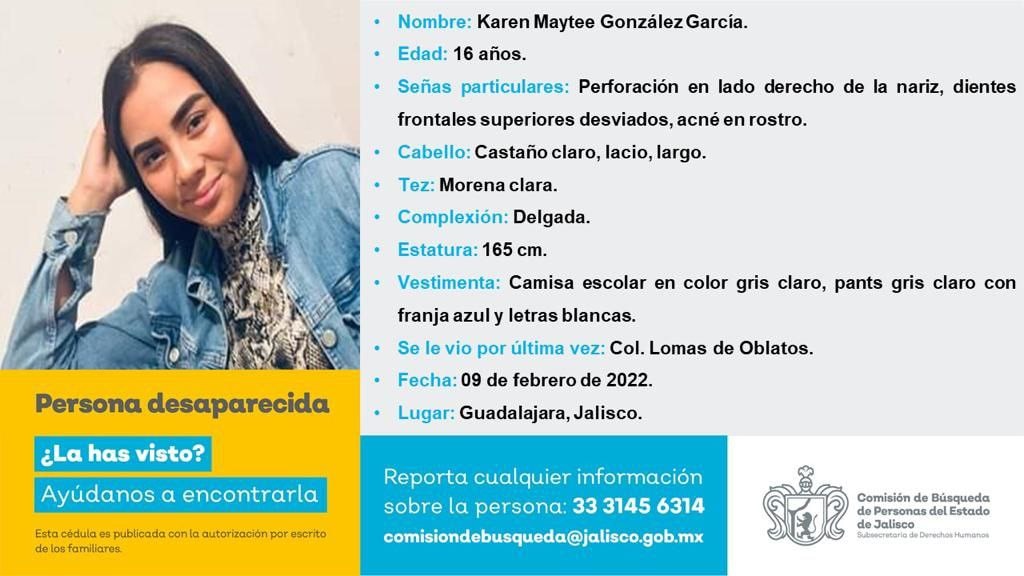 • Nombre: Karen Maytee González García.
• Edad: 16 años.
• Señas particulares: Perforación en lado derecho de la nariz, dientes
frontales superiores desviados, acné en rostro.
• Cabello: Castaño claro, lacio, largo.
• Tez: Morena clara.
• Complexión: Delgada.
• Estatura: 165 cm.
• Vestimenta: Camisa escolar en color gris claro, pants gris claro con
franja azul y letras blancas.
• Se le vio por última vez: Col. Lomas de Oblatos.
• Fecha: 09 de febrero de 2022.
• Lugar: Guadalajara, Jalisco.
Persona desaparecida
¿La has visto?
Ayúdanos a encontrarla
Esta cédula es publicada con la autorización por escrito
de los familiares.
Reporta cualquier información
sobre la persona: 33 3145 6314
comisiondebusqueda@jalisco.gob.mx
Comisión de Búsqueda
de Personas del Estado
de Jalisco
Subsecretaría de Derechos Humanos